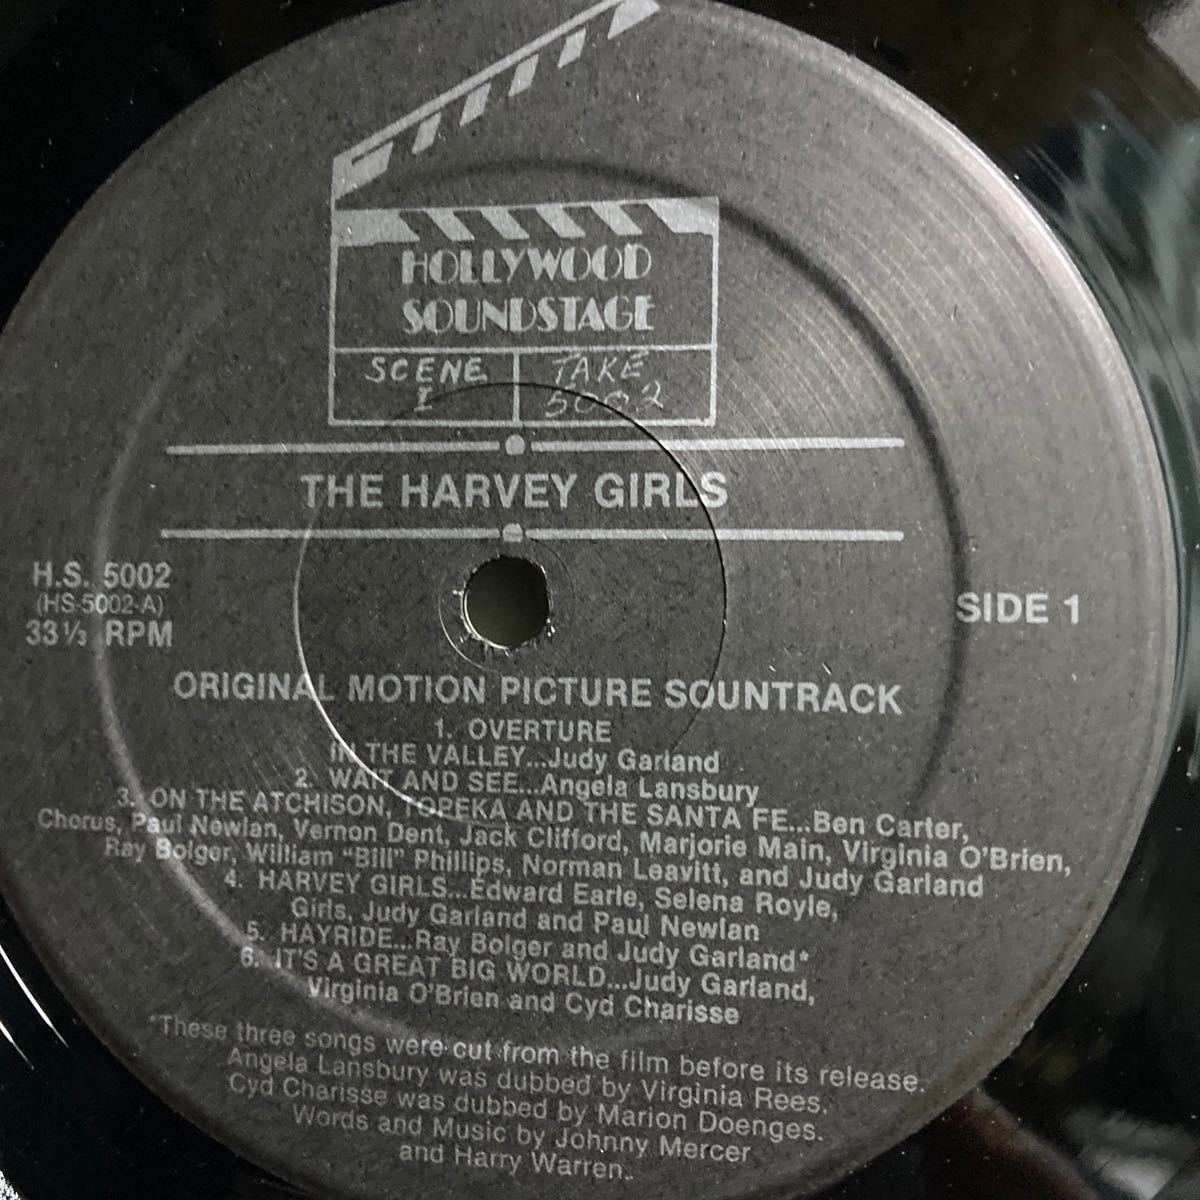 HOLLYWOOD
SOUNDSTAGE
SCENE
I
TAKE
5002
THE HARVEY GIRLS
H.S. 5002
(HS-5002-A)
33 1/3 RPM
SIDE 1
ORIGINAL MOTION PICTURE SOUNTRACK
1. OVERTURE
IN THE VALLEY...Judy Garland
2. WAIT AND SEE...Angela Lansbury
3. ON THE ATCHISON, TOPEKA AND THE SANTA FE...Ben Carter,
Chorus, Paul Newlan, Vernon Dent, Jack Clifford, Marjorie Main, Virginia O'Brien,
Ray Bolger, William "Bill" Phillips, Norman Leavitt, and Judy Garland
4. HARVEY GIRLS...Edward Earle, Selena Royle,
Girls, Judy Garland and Paul Newlan
5. HAYRIDE...Ray Bolger and Judy Garland*
6. IT'S A GREAT BIG WORLD...Judy Garland,
Virginia O'Brien and Cyd Charisse
*These three songs were cut from the film before its release.
Angela Lansbury was dubbed by Virginia Rees.
Cyd Charisse was dubbed by Marion Doenges.
Words and Music by Johnny Mercer
and Harry Warren.